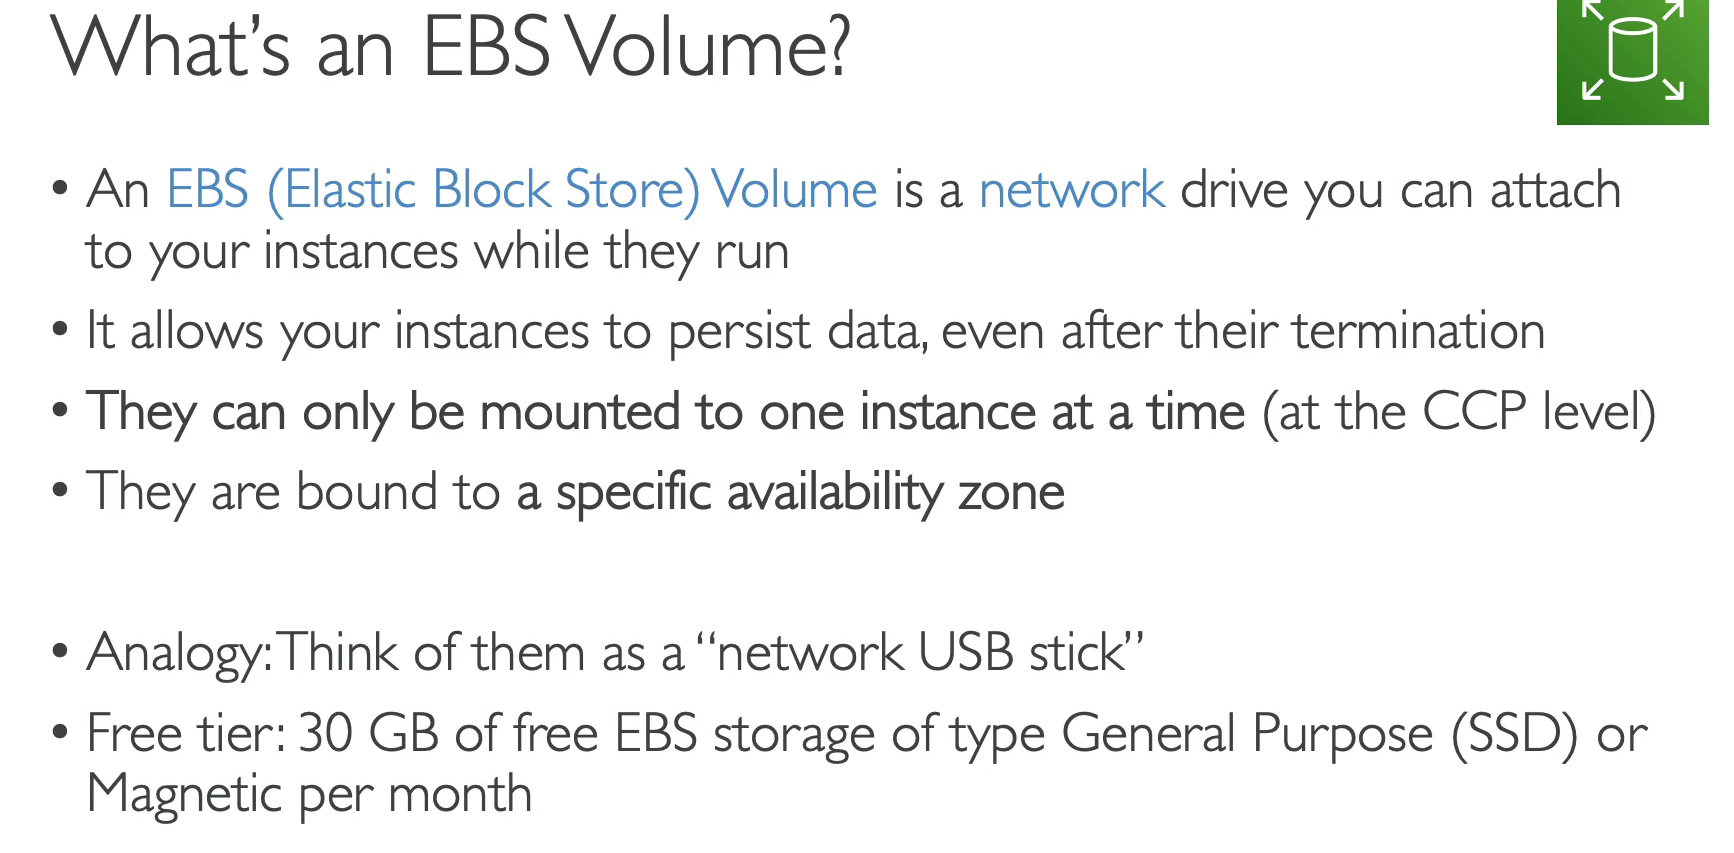 What’s an EBS Volume?
• An EBS (Elastic Block Store) Volume is a network drive you can attach
to your instances while they run
• It allows your instances to persist data, even after their termination
• They can only be mounted to one instance at a time (at the CCP level)
• They are bound to a specific availability zone
• Analogy: Think of them as a “network USB stick”
• Free tier: 30 GB of free EBS storage of type General Purpose (SSD) or
Magnetic per month